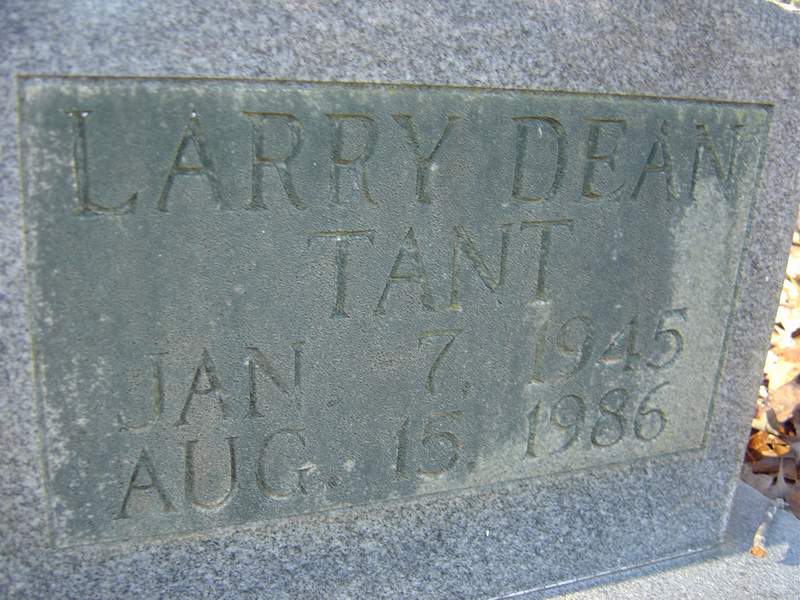 LARRY DEAN
TANT
JAN 7, 1945
AUG. 15, 1986